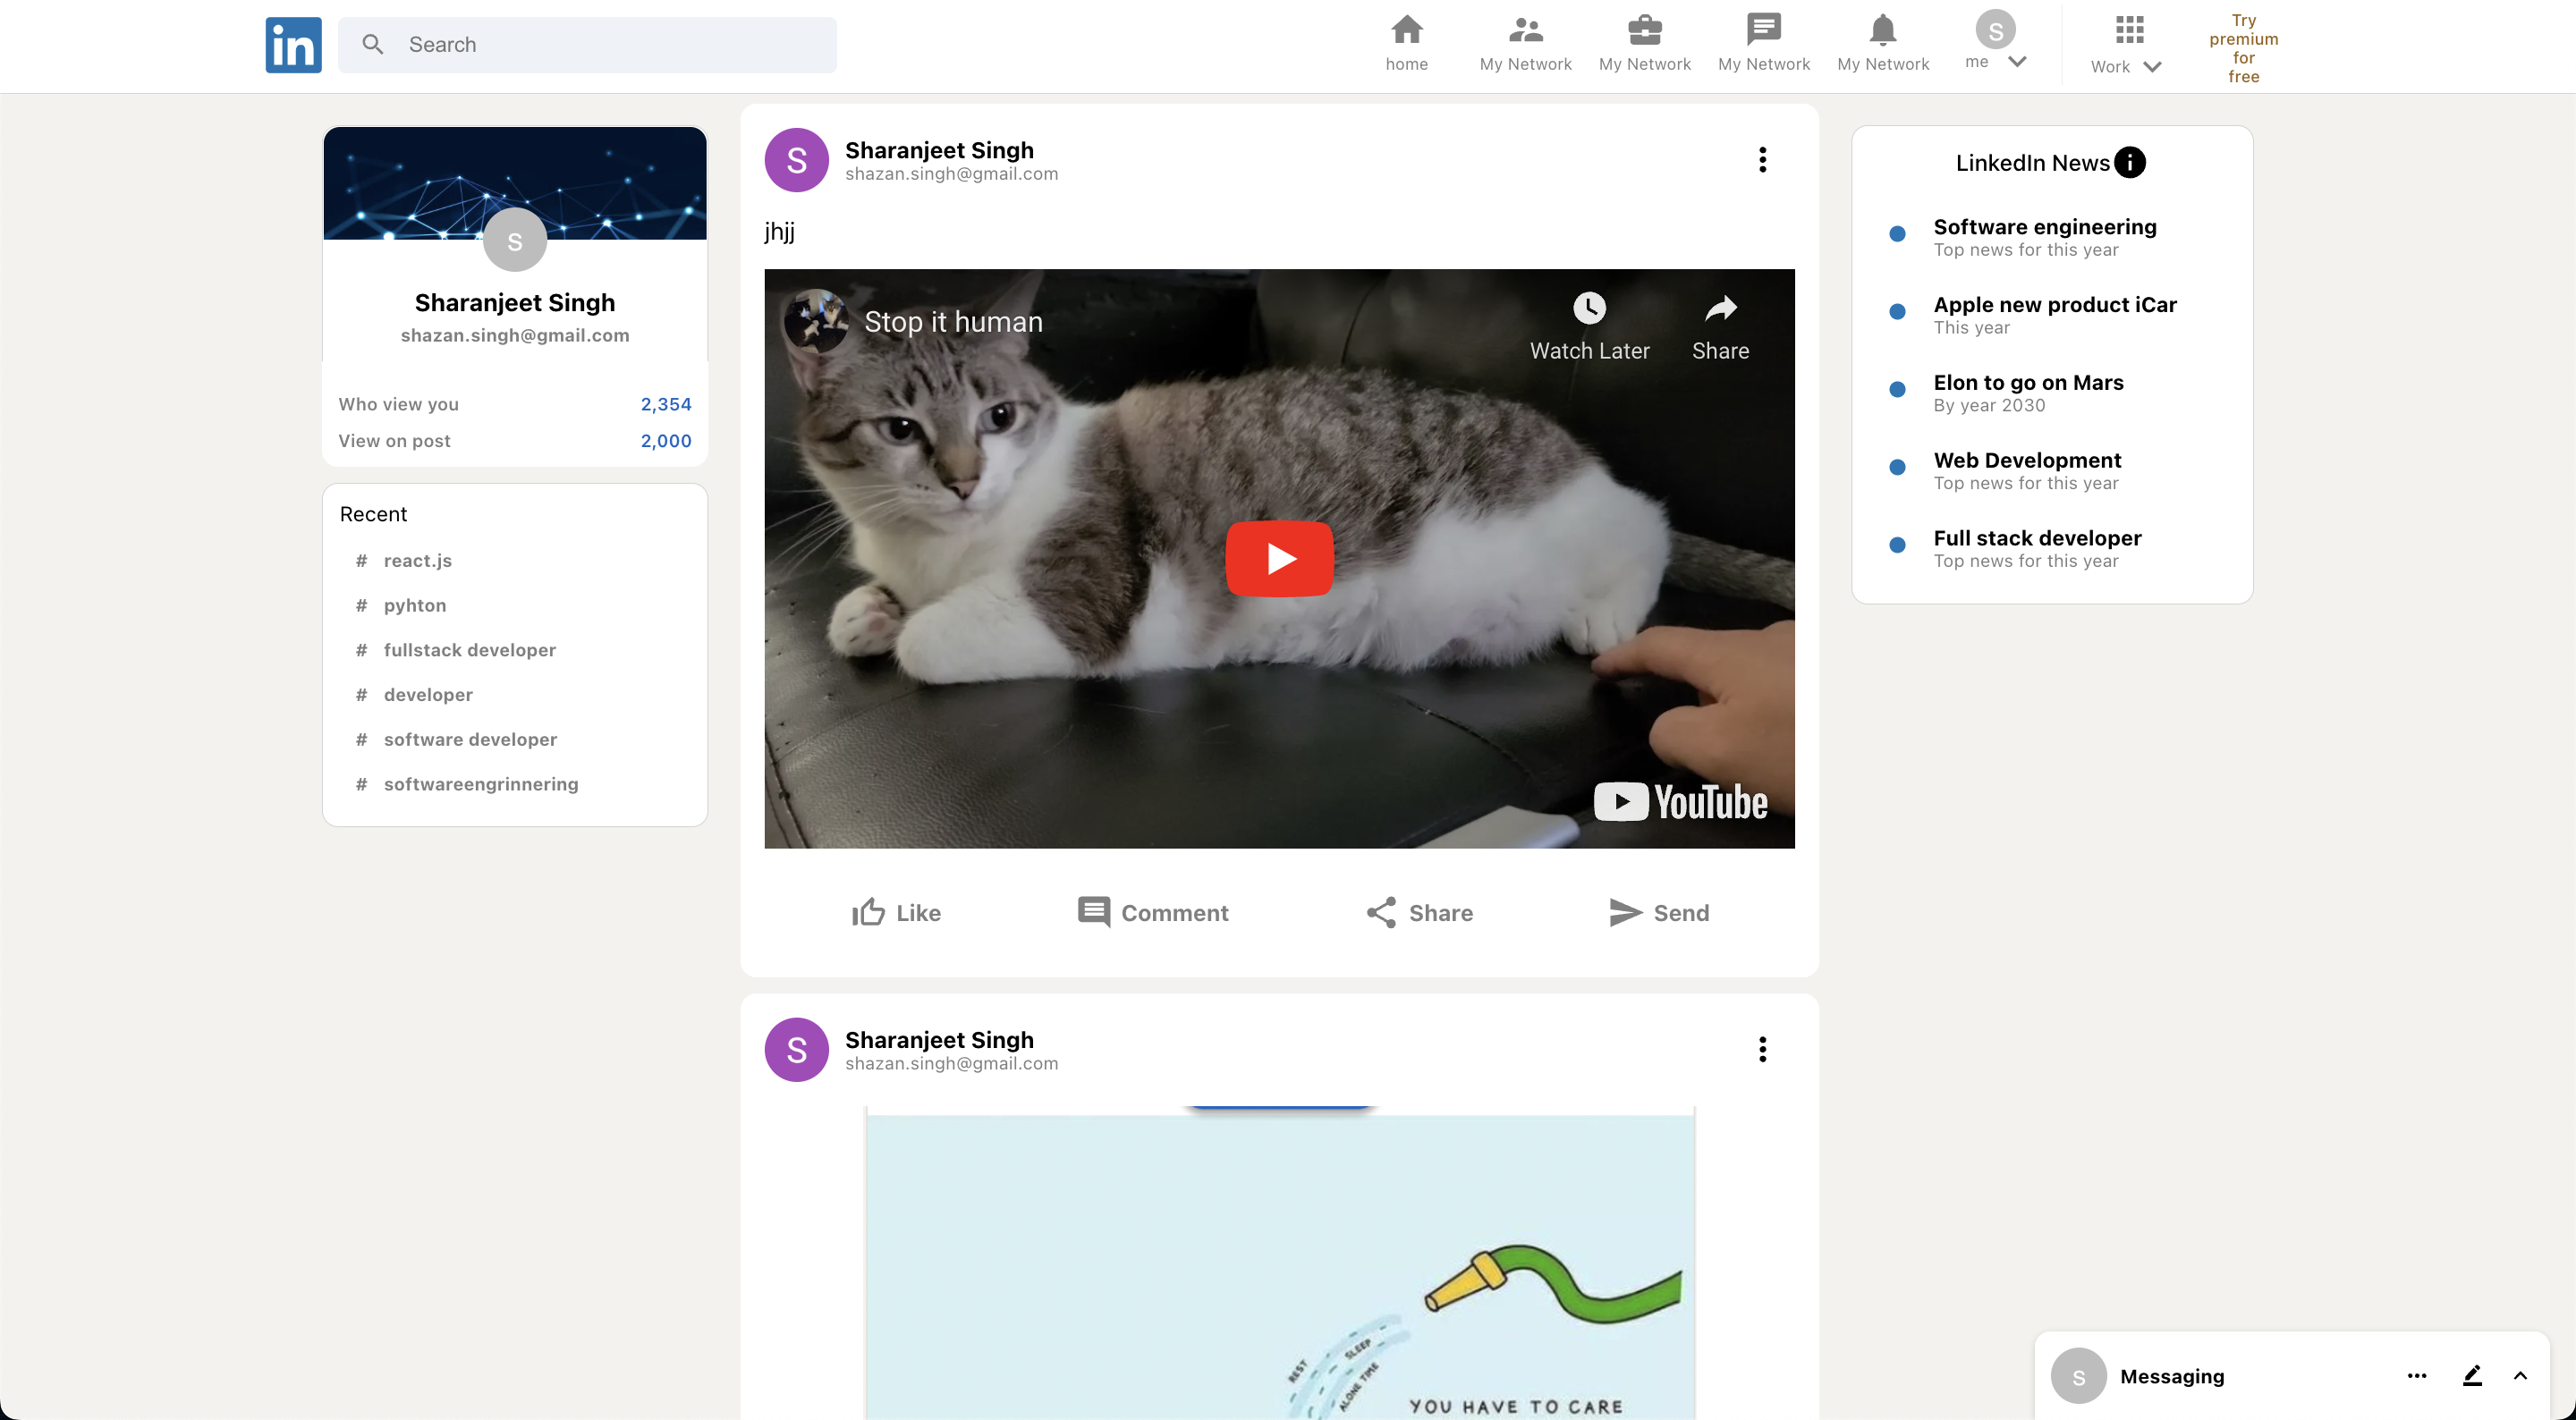 in
Search
home
My Network
My Network
My Network
My Network
S
me
Work
Try
premium
for
free
S
Sharanjeet Singh
shazan.singh@gmail.com
Who view you 2,354
View on post 2,000
Recent
# react.js
# pyhton
# fullstack developer
# developer
# software developer
# softwareengrinnering
S
Sharanjeet Singh
shazan.singh@gmail.com
jhjj
Stop it human
Watch Later
Share
YouTube
Like
Comment
Share
Send
S
Sharanjeet Singh
shazan.singh@gmail.com
REST
SLEEP
ALONE TIME
YOU HAVE TO CARE
LinkedIn News
Software engineering
Top news for this year
Apple new product iCar
This year
Elon to go on Mars
By year 2030
Web Development
Top news for this year
Full stack developer
Top news for this year
S
Messaging